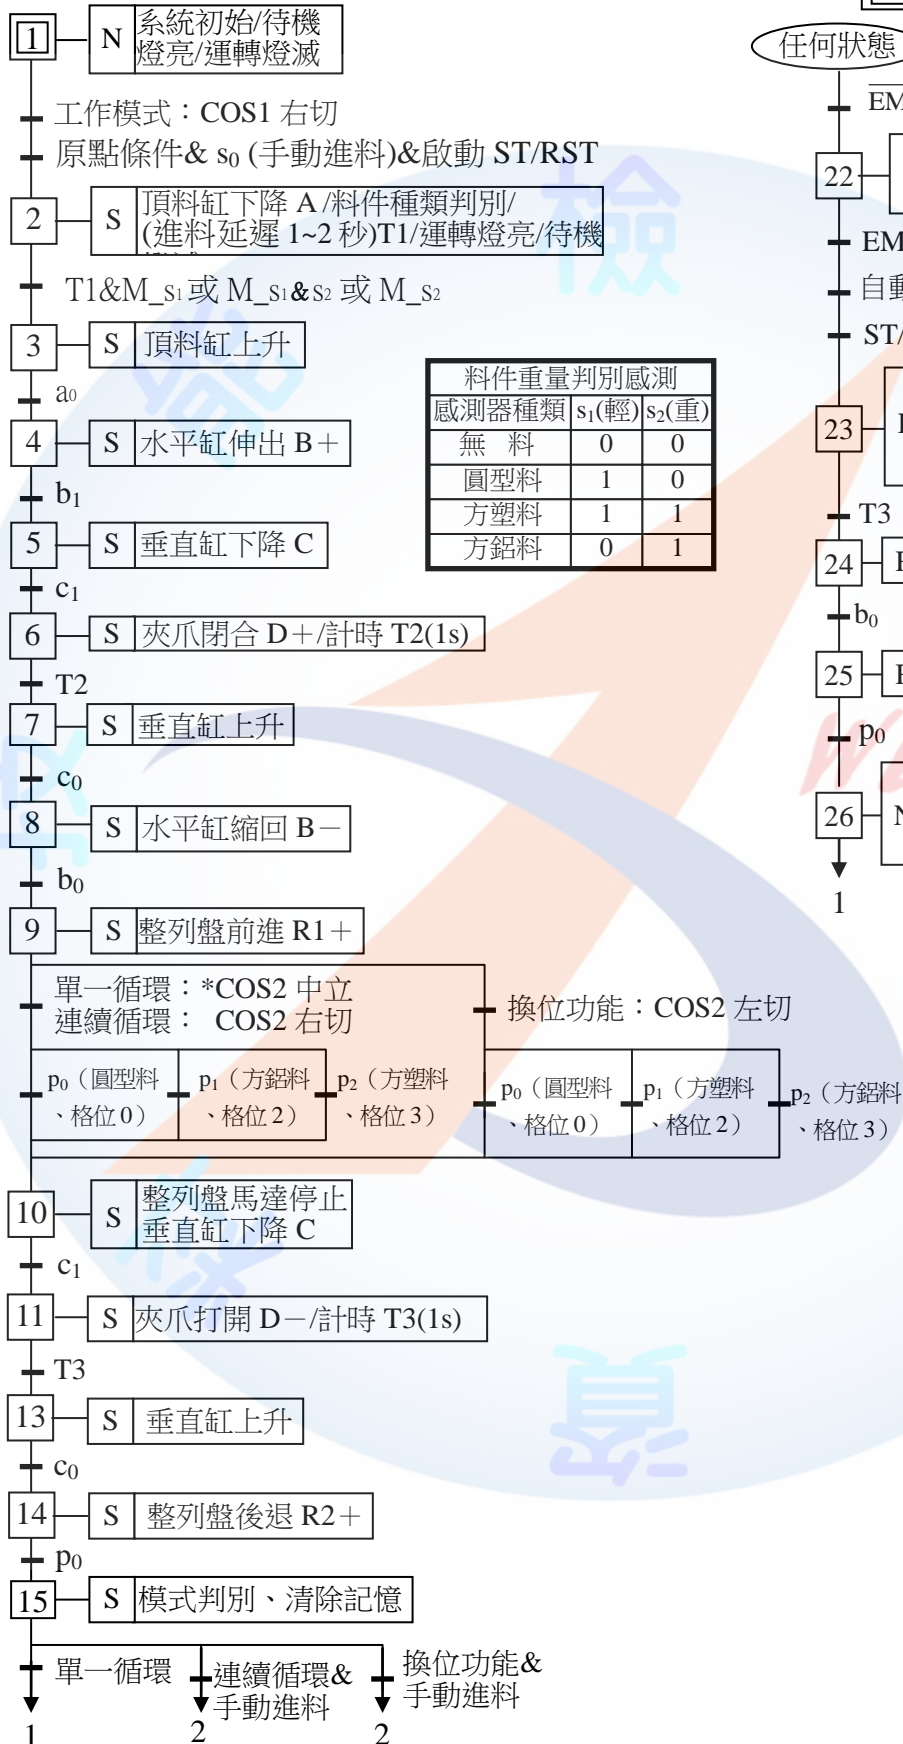 1
N
系統初始/待機
燈亮/運轉燈滅
工作模式：COS1 右切
原點條件& s₀ (手動進料)&啟動 ST/RST
2
S
頂料缸下降 A /料件種類判別/
(進料延遲 1~2 秒)T1/運轉燈亮/待機
T1&M_s₁ 或 M_s₁&s₂ 或 M_s₂
3
S
頂料缸上升
a₀
4
S
水平缸伸出 B＋
b₁
5
S
垂直缸下降 C
c₁
6
S
夾爪閉合 D＋/計時 T2(1s)
T2
7
S
垂直缸上升
c₀
8
S
水平缸縮回 B－
b₀
9
S
整列盤前進 R1＋
單一循環：*COS2 中立
連續循環： COS2 右切
換位功能：COS2 左切
p₀（圓型料
、格位 0）
p₁（方鋁料
、格位 2）
p₂（方塑料
、格位 3）
p₀（圓型料
、格位 0）
p₁（方塑料
、格位 2）
p₂（方鋁料
、格位 3）
10
S
整列盤馬達停止
垂直缸下降 C
c₁
11
S
夾爪打開 D－/計時 T3(1s)
T3
13
S
垂直缸上升
c₀
14
S
整列盤後退 R2＋
p₀
15
S
模式判別、清除記憶
單一循環
連續循環&
手動進料
換位功能&
手動進料
1
2
2
料件重量判別感測
感測器種類 s₁(輕) s₂(重)
無 料 0 0
圓型料 1 0
方塑料 1 1
方鋁料 0 1
任何狀態
EM
22
EM
自動
ST/
23
T3
24
b₀
25
p₀
26
N
1
檢
能
技
桼
資